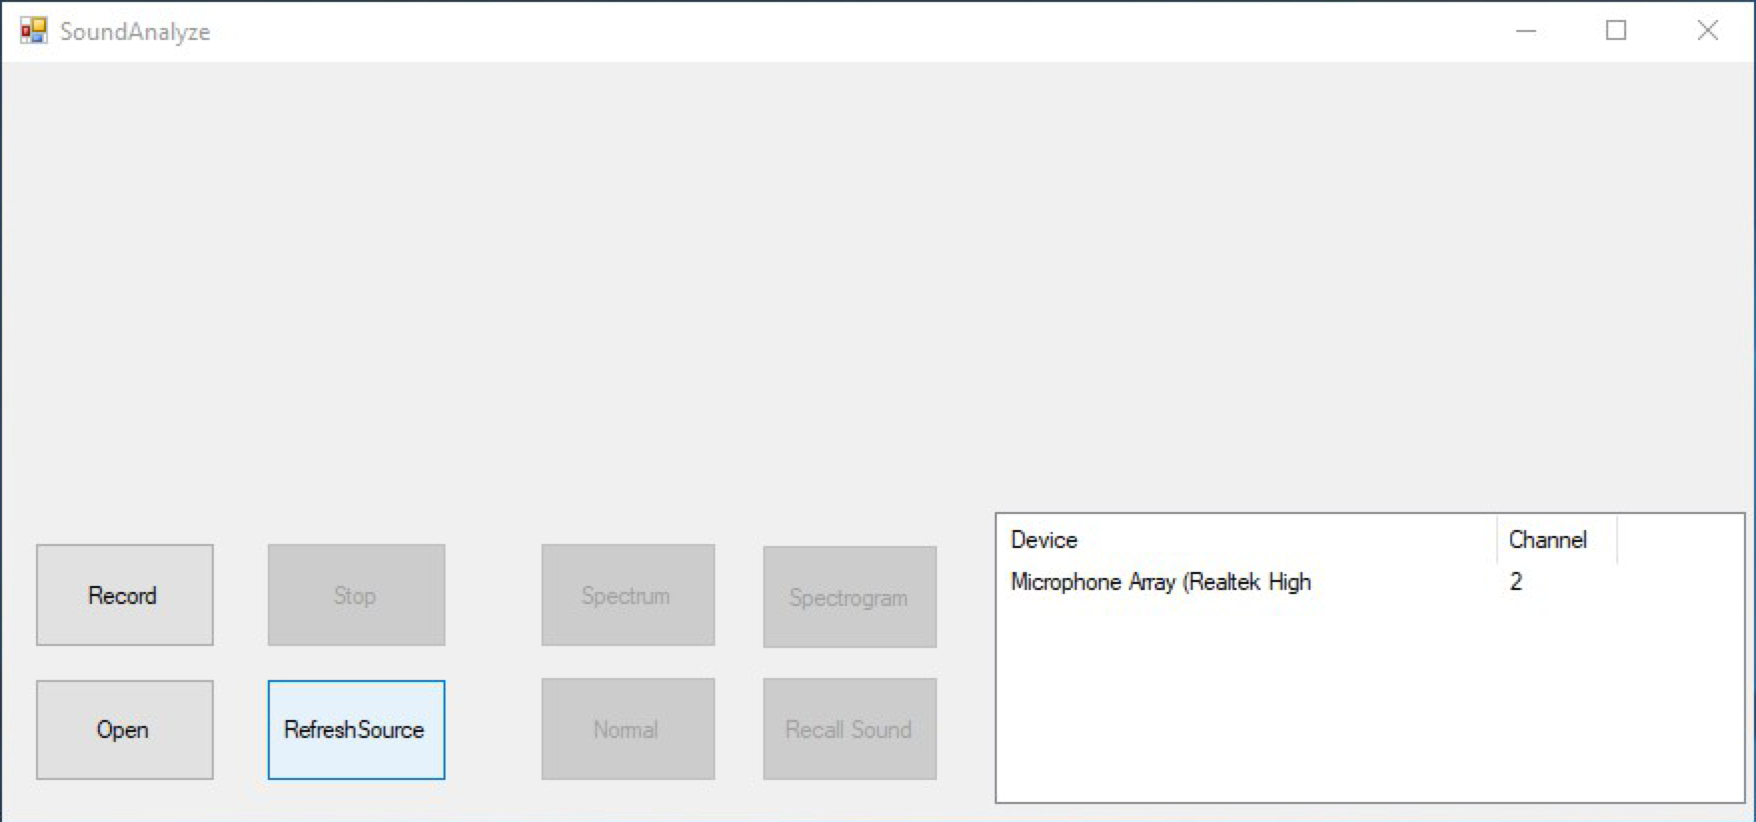 SoundAnalyze
Record
Stop
Spectrum
Spectrogram
Open
RefreshSource
Normal
Recall Sound
Device Channel
Microphone Array (Realtek High 2